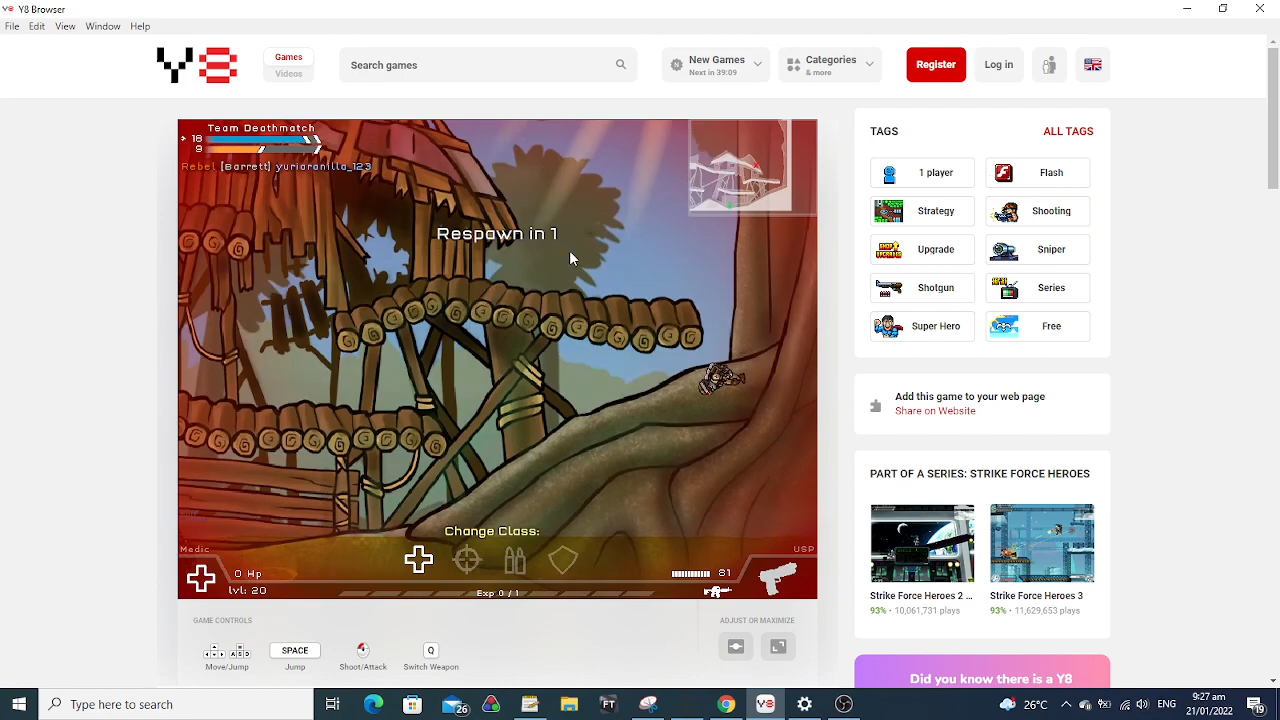 Y8 Browser
File Edit View Window Help
Y8
Games
Videos
Search games
New Games
Next in 39:09
Categories
& more
Register
Log in
Team Deathmatch
> 18
9
Rebel [Barrett] yuriaranilla_123
Respawn in 1
Change Class:
Medic
USP
0 Hp
lvl: 20
Exp 0 / 1
81
GAME CONTROLS
ADJUST OR MAXIMIZE
A S D
SPACE
Q
Move/Jump
Jump
Shoot/Attack
Switch Weapon
TAGS
ALL TAGS
1 player
Flash
Strategy
Shooting
Upgrade
Sniper
Shotgun
Series
Super Hero
Free
Add this game to your web page
Share on Website
PART OF A SERIES: STRIKE FORCE HEROES
Strike Force Heroes 2 ...
93% • 10,061,731 plays
Strike Force Heroes 3
93% • 11,629,653 plays
Did you know there is a Y8
Type here to search
26
FT
Y8
26°C
ENG
9:27 am
21/01/2022